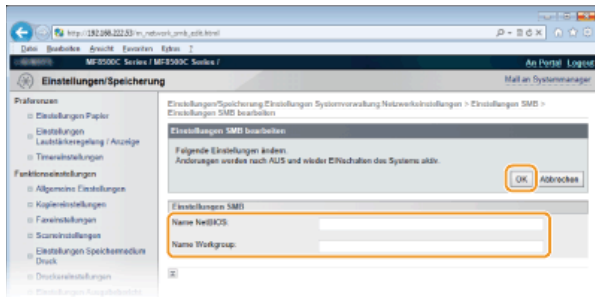 http://192.168.222.53/m_network_smb_edit.html
Datei Bearbeiten Ansicht Favoriten Extras ?
MF8500C Series / MF8500C Series /
An Portal Logout
Einstellungen/Speicherung
Mail an Systemmanager
Präferenzen
Einstellungen Papier
Einstellungen
Lautstärkeregelung / Anzeige
Timereinstellungen
Funktionseinstellungen
Allgemeine Einstellungen
Kopiereinstellungen
Faxeinstellungen
Scaneinstellungen
Einstellungen Speichermedium
Druck
Druckereinstellungen
Einstellungen/Speicherung:Einstellungen Systemverwaltung:Netzwerkeinstellungen > Einstellungen SMB >
Einstellungen SMB bearbeiten
Einstellungen SMB bearbeiten
Folgende Einstellungen ändern.
Änderungen werden nach AUS und wieder EINschalten des Systems aktiv.
OK
Abbrechen
Einstellungen SMB
Name NetBIOS:
Name Workgroup: